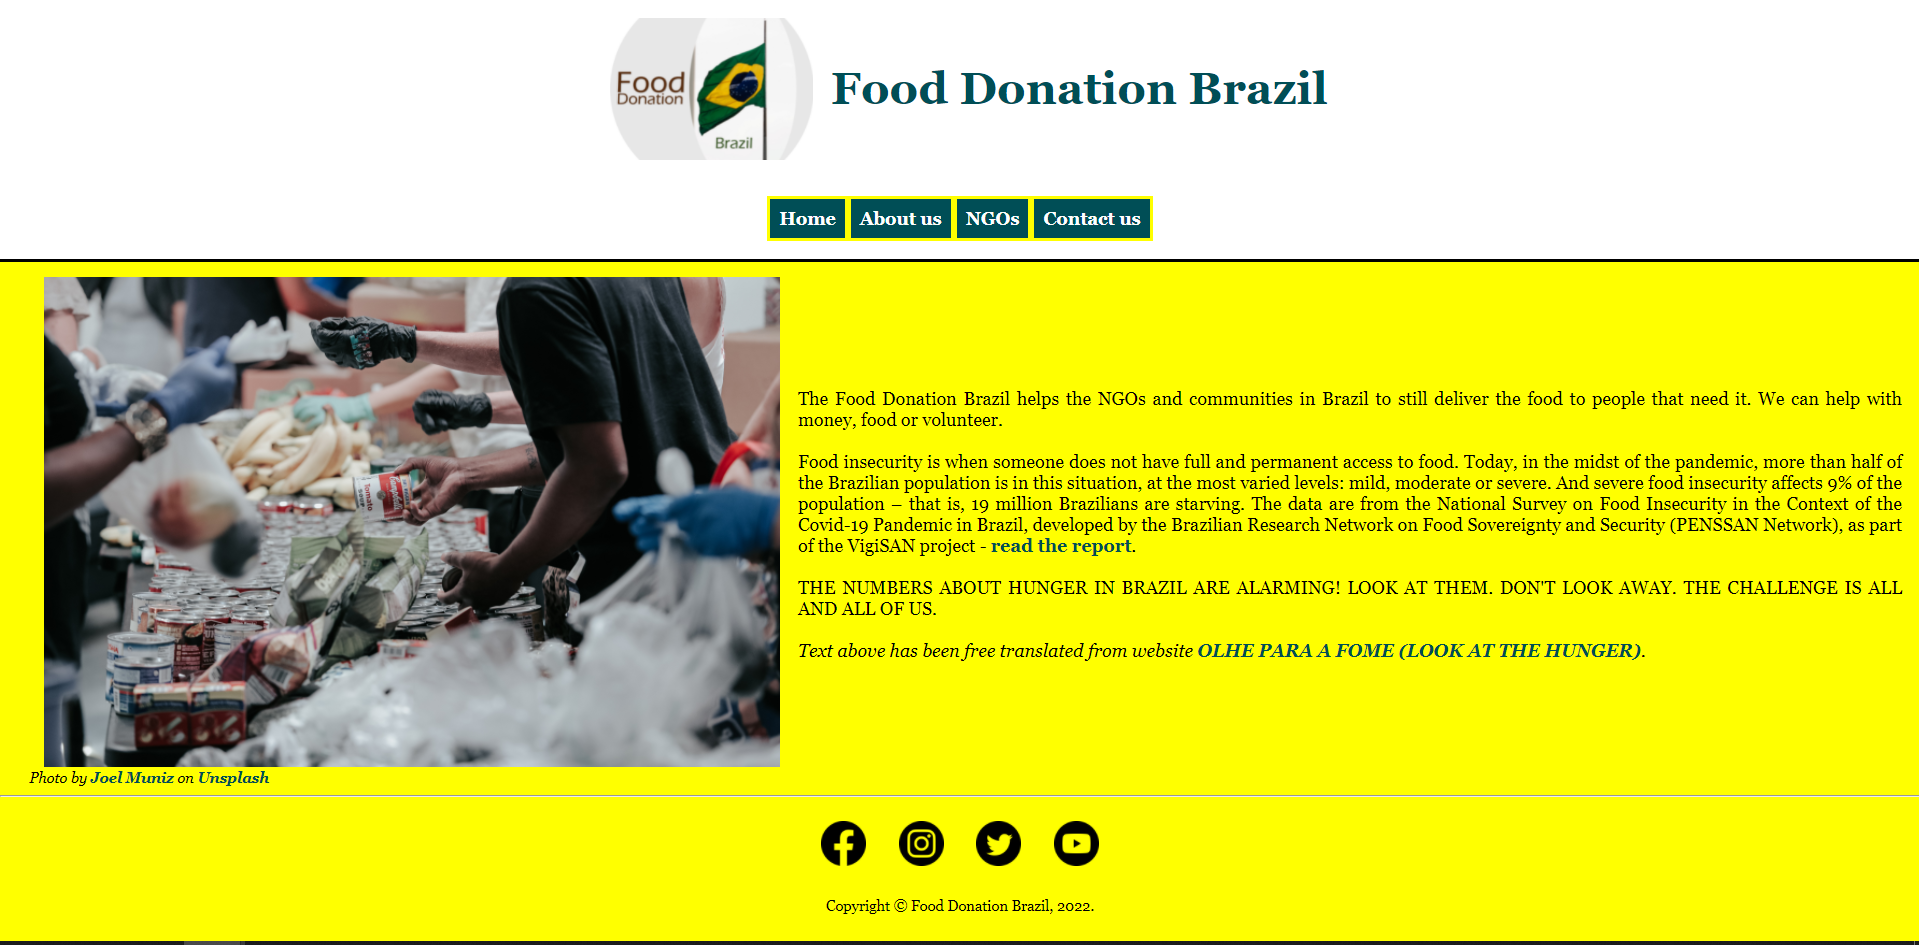 Food
Donation
Brazil
Food Donation Brazil
Home
About us
NGOs
Contact us
Tomato
The Food Donation Brazil helps the NGOs and communities in Brazil to still deliver the food to people that need it. We can help with
money, food or volunteer.
Food insecurity is when someone does not have full and permanent access to food. Today, in the midst of the pandemic, more than half of
the Brazilian population is in this situation, at the most varied levels: mild, moderate or severe. And severe food insecurity affects 9% of the
population – that is, 19 million Brazilians are starving. The data are from the National Survey on Food Insecurity in the Context of the
Covid-19 Pandemic in Brazil, developed by the Brazilian Research Network on Food Sovereignty and Security (PENSSAN Network), as part
of the VigiSAN project - read the report.
THE NUMBERS ABOUT HUNGER IN BRAZIL ARE ALARMING! LOOK AT THEM. DON'T LOOK AWAY. THE CHALLENGE IS ALL
AND ALL OF US.
Text above has been free translated from website OLHE PARA A FOME (LOOK AT THE HUNGER).
Photo by Joel Muniz on Unsplash
Copyright © Food Donation Brazil, 2022.